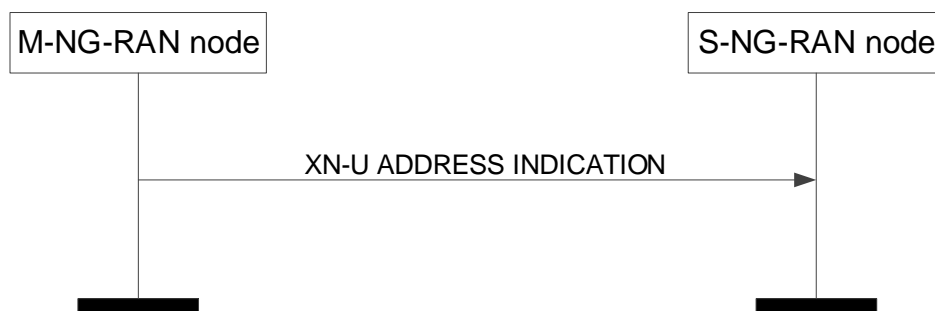 M-NG-RAN node
S-NG-RAN node
XN-U ADDRESS INDICATION